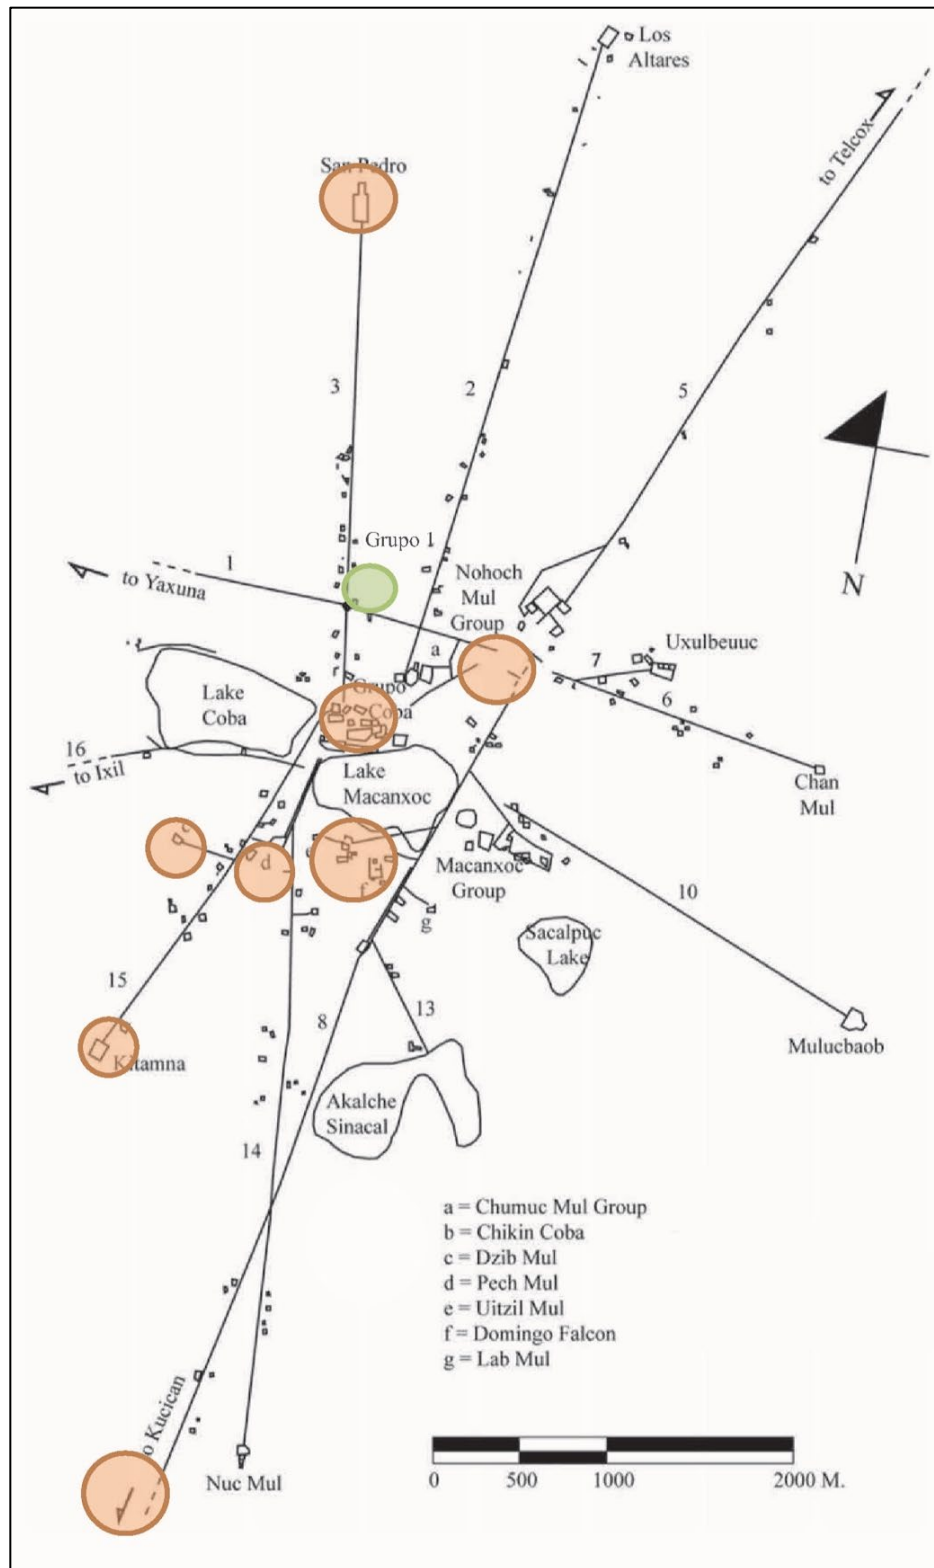 Los
Altares
to Telcox
San Pedro
3
2
5
Grupo 1
1
to Yaxuna
Nohoch
Mul
Group
N
a
Uxulbeuuc
7
6
Grupo
Coba
Lake
Coba
16
to Ixil
Lake
Macanxoc
Chan
Mul
c
d
e
f
Macanxoc
Group
g
10
Sacalpuc
Lake
15
8
13
Kitamna
Mulucbaob
Akalche
Sinacal
14
a = Chumuc Mul Group
b = Chikin Coba
c = Dzib Mul
d = Pech Mul
e = Uitzil Mul
f = Domingo Falcon
g = Lab Mul
o Kucican
Nuc Mul
0 500 1000 2000 M.